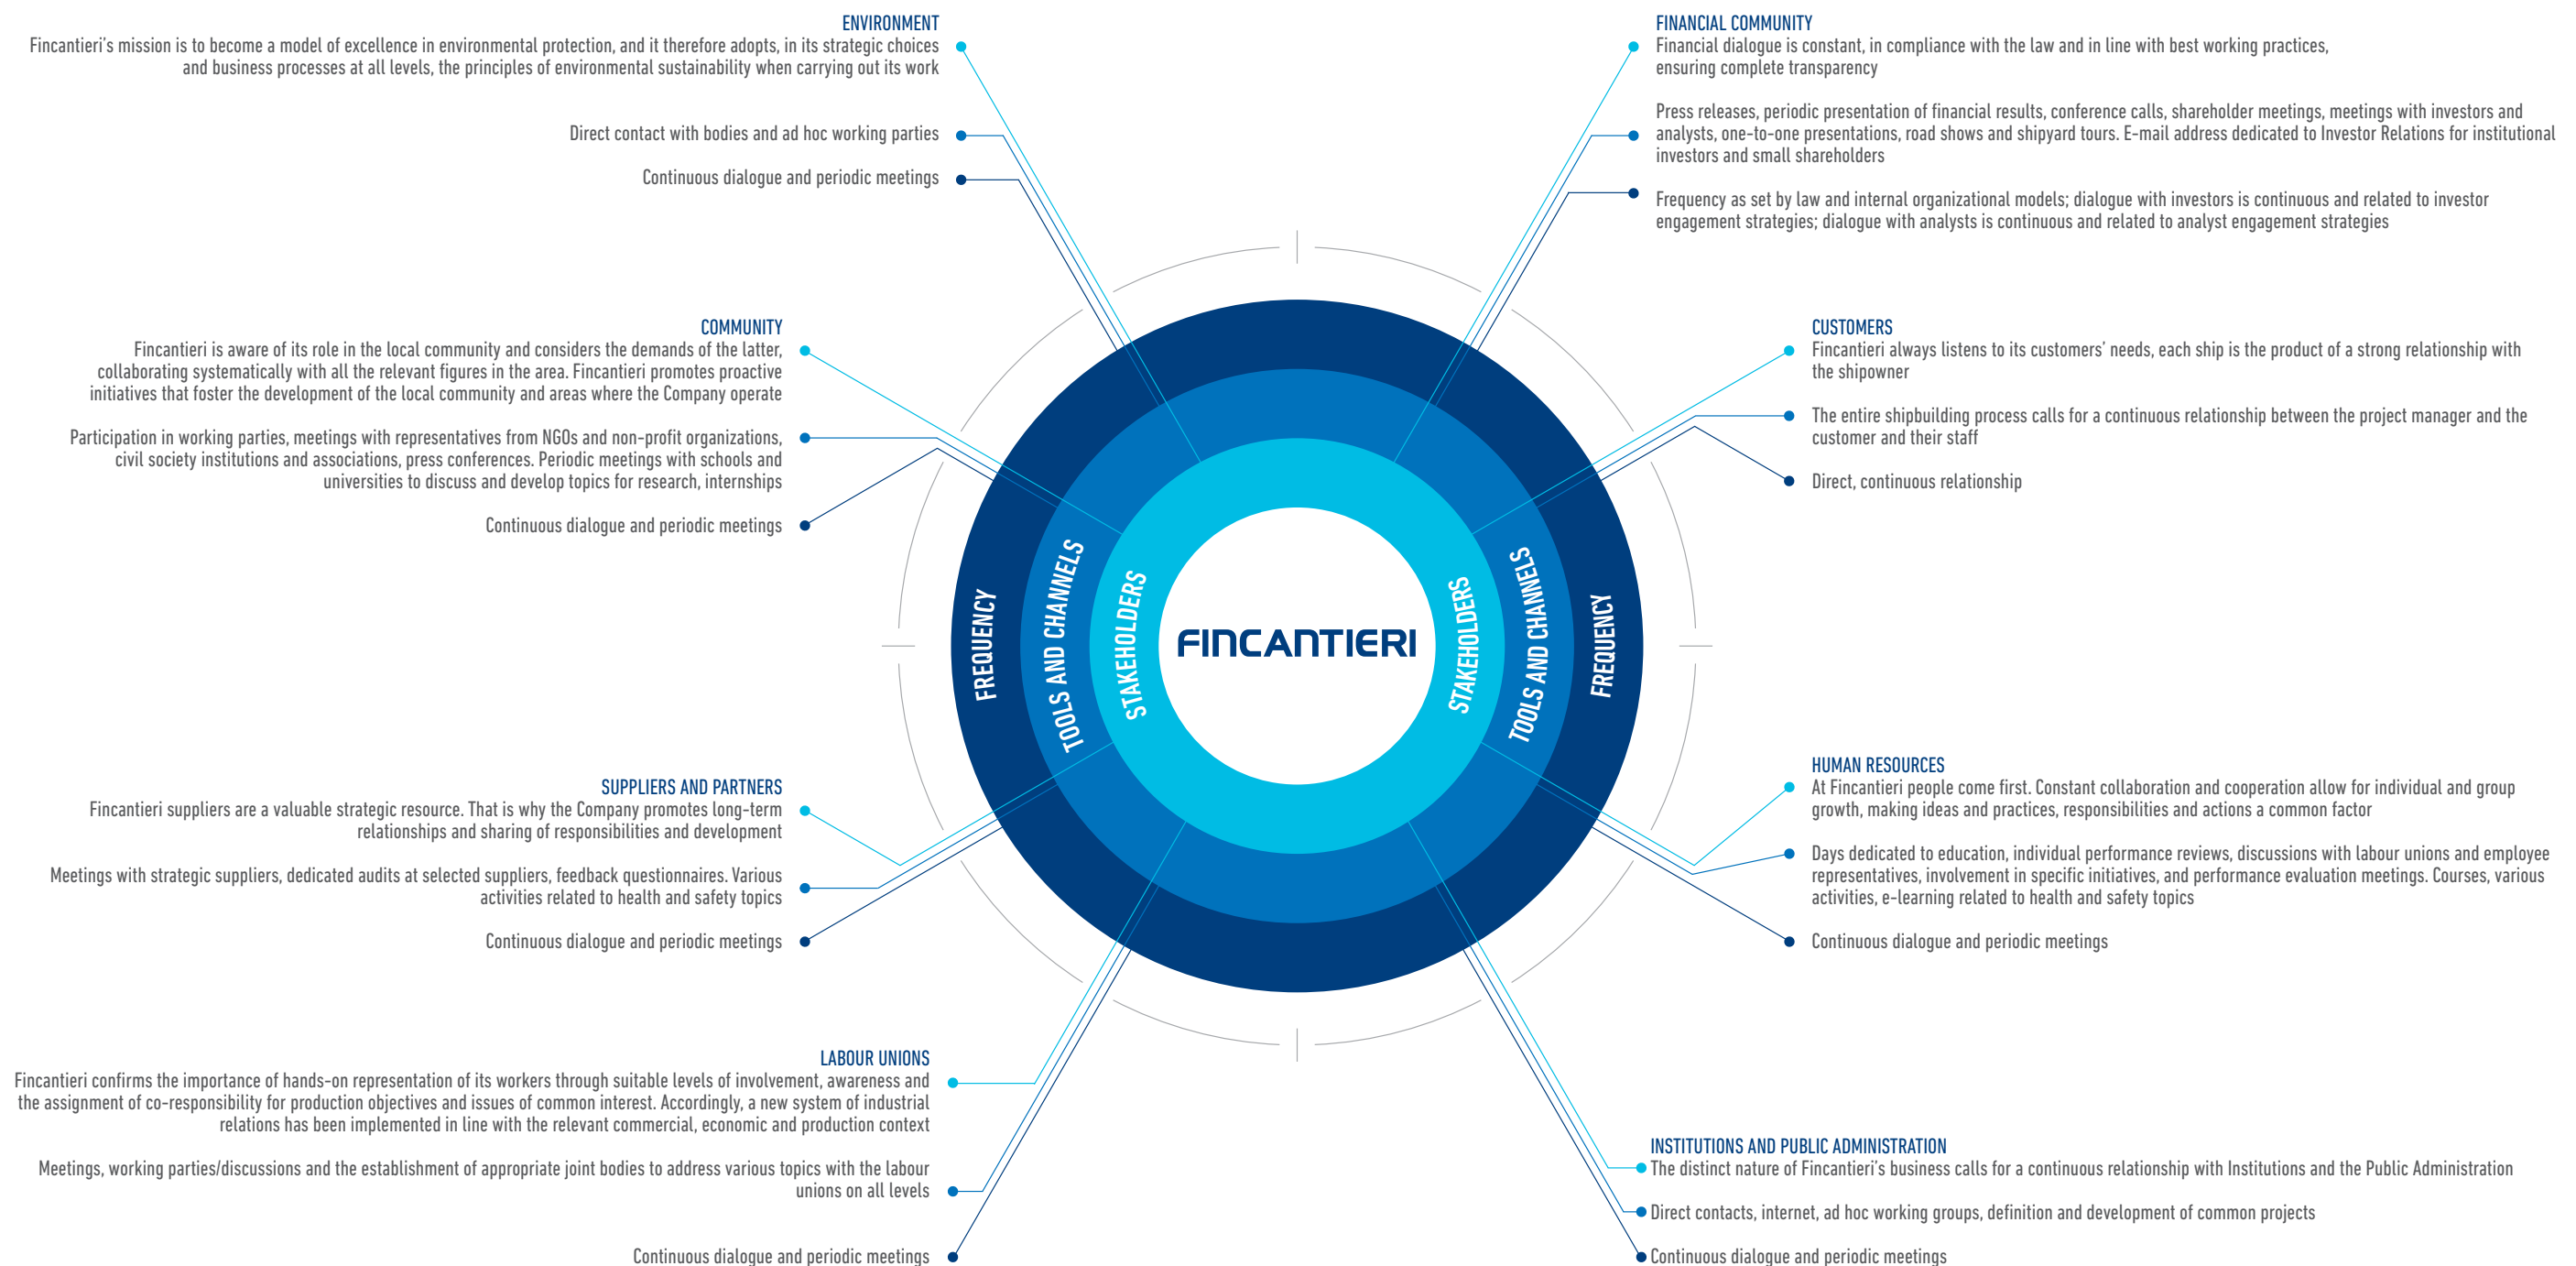 ENVIRONMENT
Fincantieri's mission is to become a model of excellence in environmental protection, and it therefore adopts, in its strategic choices
and business processes at all levels, the principles of environmental sustainability when carrying out its work
Direct contact with bodies and ad hoc working parties
Continuous dialogue and periodic meetings
FINANCIAL COMMUNITY
Financial dialogue is constant, in compliance with the law and in line with best working practices,
ensuring complete transparency
Press releases, periodic presentation of financial results, conference calls, shareholder meetings, meetings with investors and
analysts, one-to-one presentations, road shows and shipyard tours. E-mail address dedicated to Investor Relations for institutional
investors and small shareholders
Frequency as set by law and internal organizational models; dialogue with investors is continuous and related to investor
engagement strategies; dialogue with analysts is continuous and related to analyst engagement strategies
COMMUNITY
Fincantieri is aware of its role in the local community and considers the demands of the latter,
collaborating systematically with all the relevant figures in the area. Fincantieri promotes proactive
initiatives that foster the development of the local community and areas where the Company operate
Participation in working parties, meetings with representatives from NGOs and non-profit organizations,
civil society institutions and associations, press conferences. Periodic meetings with schools and
universities to discuss and develop topics for research, internships
Continuous dialogue and periodic meetings
CUSTOMERS
Fincantieri always listens to its customers' needs, each ship is the product of a strong relationship with
the shipowner
The entire shipbuilding process calls for a continuous relationship between the project manager and the
customer and their staff
Direct, continuous relationship
FREQUENCY
TOOLS AND CHANNELS
STAKEHOLDERS
FINCANTIERI
STAKEHOLDERS
TOOLS AND CHANNELS
FREQUENCY
SUPPLIERS AND PARTNERS
Fincantieri suppliers are a valuable strategic resource. That is why the Company promotes long-term
relationships and sharing of responsibilities and development
Meetings with strategic suppliers, dedicated audits at selected suppliers, feedback questionnaires. Various
activities related to health and safety topics
Continuous dialogue and periodic meetings
HUMAN RESOURCES
At Fincantieri people come first. Constant collaboration and cooperation allow for individual and group
growth, making ideas and practices, responsibilities and actions a common factor
Days dedicated to education, individual performance reviews, discussions with labour unions and employee
representatives, involvement in specific initiatives, and performance evaluation meetings. Courses, various
activities, e-learning related to health and safety topics
Continuous dialogue and periodic meetings
LABOUR UNIONS
Fincantieri confirms the importance of hands-on representation of its workers through suitable levels of involvement, awareness and
the assignment of co-responsibility for production objectives and issues of common interest. Accordingly, a new system of industrial
relations has been implemented in line with the relevant commercial, economic and production context
Meetings, working parties/discussions and the establishment of appropriate joint bodies to address various topics with the labour
unions on all levels
Continuous dialogue and periodic meetings
INSTITUTIONS AND PUBLIC ADMINISTRATION
The distinct nature of Fincantieri's business calls for a continuous relationship with Institutions and the Public Administration
Direct contacts, internet, ad hoc working groups, definition and development of common projects
Continuous dialogue and periodic meetings